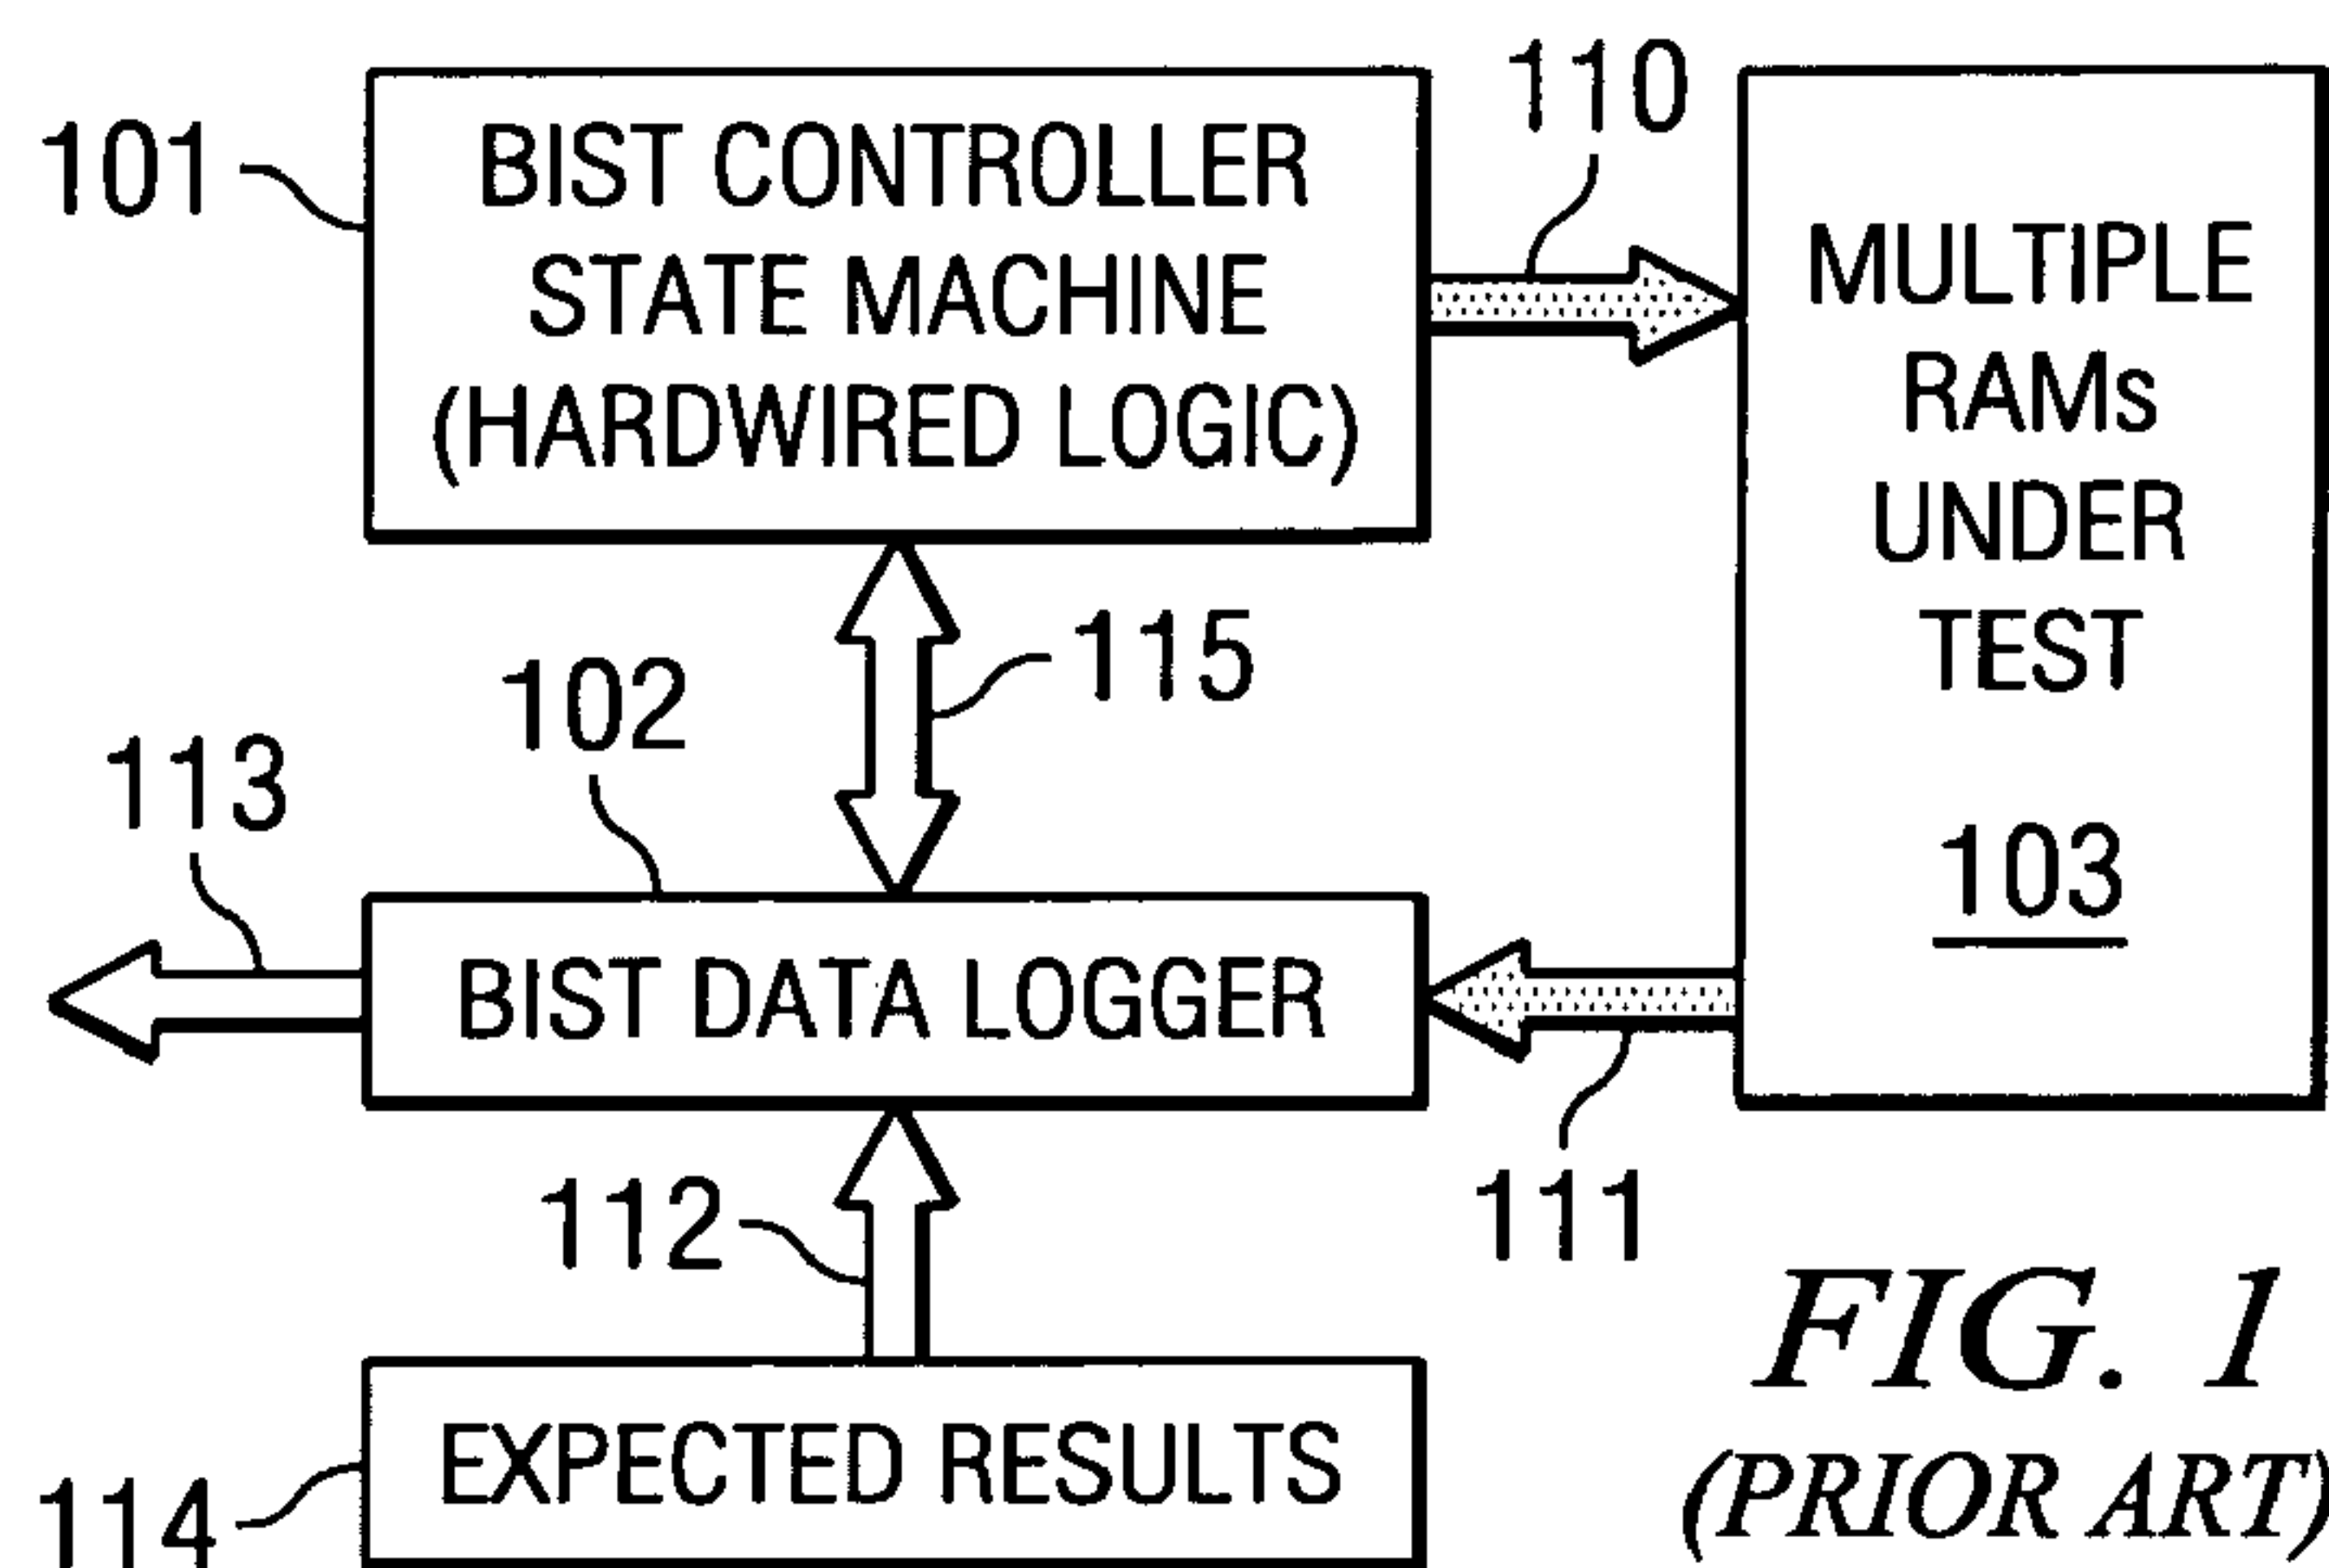 110
101
BIST CONTROLLER
STATE MACHINE
(HARDWIRED LOGIC)
MULTIPLE
RAMs
UNDER
TEST
103
115
102
113
BIST DATA LOGGER
111
112
EXPECTED RESULTS
114
FIG. 1
(PRIOR ART)